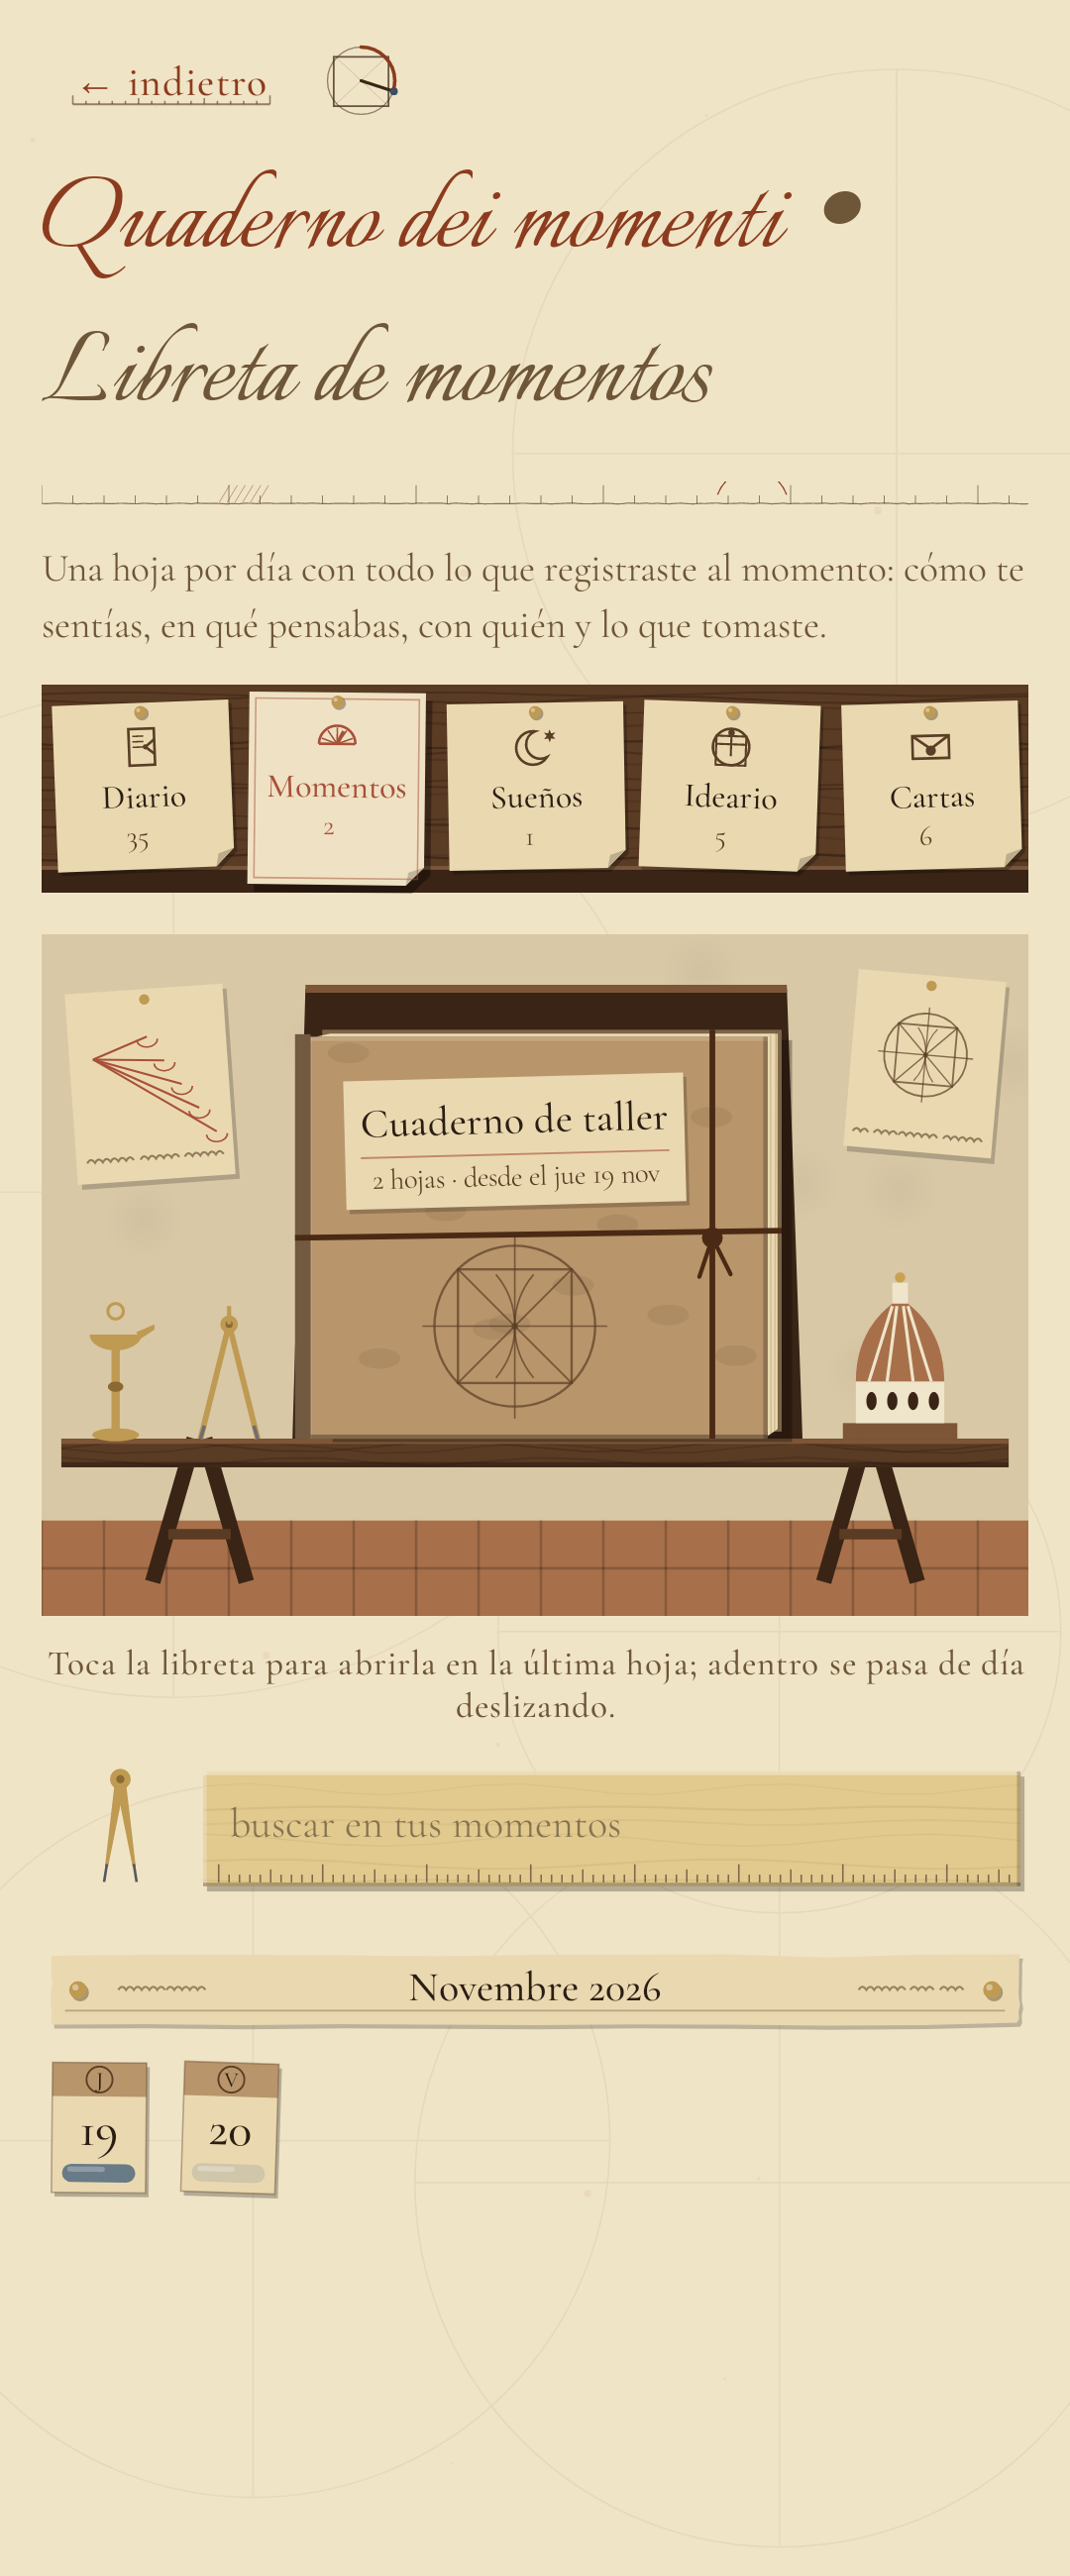 ← indietro
Quaderno dei momenti
Libreta de momentos
Una hoja por día con todo lo que registraste al momento: cómo te
sentías, en qué pensabas, con quién y lo que tomaste.
Diario
35
Momentos
2
Sueños
1
Ideario
5
Cartas
6
Cuaderno de taller
2 hojas · desde el jue 19 nov
Toca la libreta para abrirla en la última hoja; adentro se pasa de día
deslizando.
buscar en tus momentos
Novembre 2026
J
19
V
20